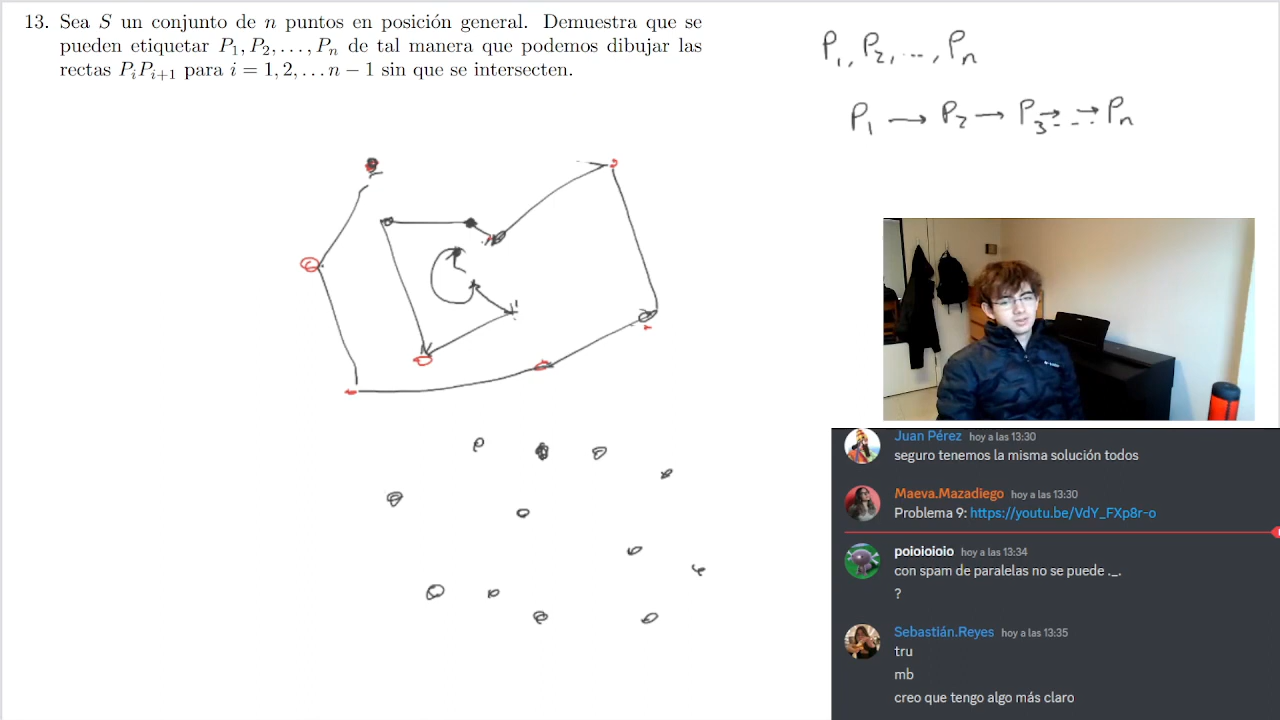 13. Sea S un conjunto de n puntos en posición general. Demuestra que se
pueden etiquetar P₁, P₂, . . . , Pₙ de tal manera que podemos dibujar las
rectas PᵢPᵢ₊₁ para i = 1, 2, . . . n − 1 sin que se intersecten.
P₁, P₂, ..., Pₙ
P₁ → P₂ → P₃ → ... → Pₙ
Juan Pérez hoy a las 13:30
seguro tenemos la misma solución todos
Maeva.Mazadiego hoy a las 13:30
Problema 9: https://youtu.be/VdY_FXp8r-o
poioioioio hoy a las 13:34
con spam de paralelas no se puede ._.
?
Sebastián.Reyes hoy a las 13:35
tru
mb
creo que tengo algo más claro